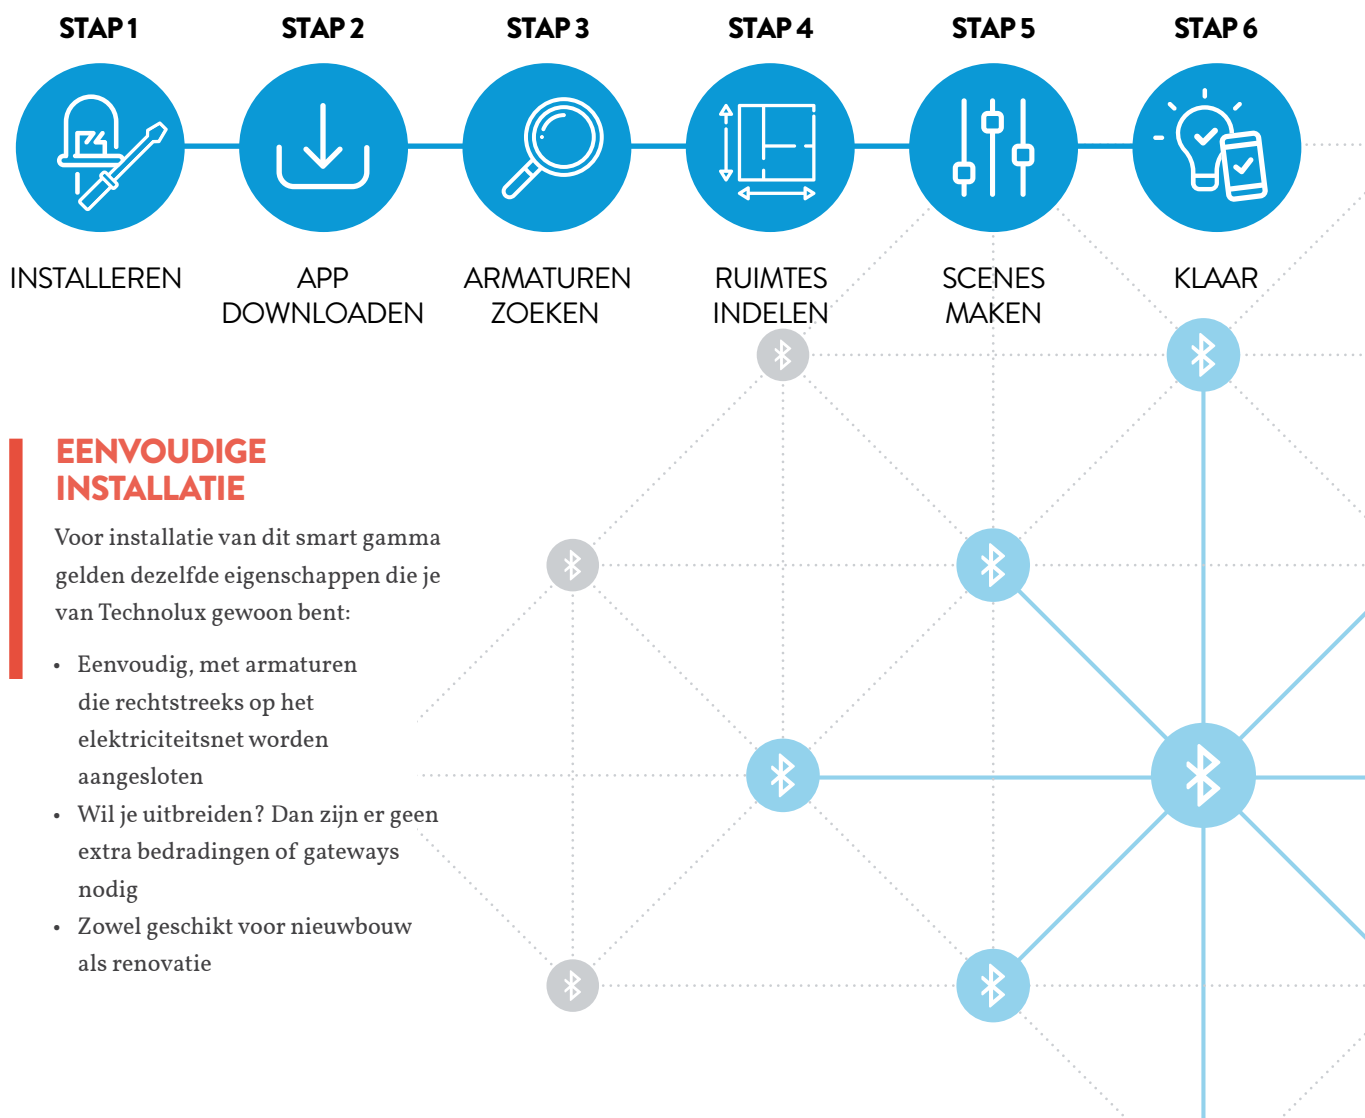 STAP 1
STAP 2
STAP 3
STAP 4
STAP 5
STAP 6
INSTALLEREN
APP
DOWNLOADEN
ARMATUREN
ZOEKEN
RUIMTES
INDELEN
SCENES
MAKEN
KLAAR
EENVOUDIGE
INSTALLATIE
Voor installatie van dit smart gamma
gelden dezelfde eigenschappen die je
van Technolux gewoon bent:
• Eenvoudig, met armaturen
die rechtstreeks op het
elektriciteitsnet worden
aangesloten
• Wil je uitbreiden? Dan zijn er geen
extra bedradingen of gateways
nodig
• Zowel geschikt voor nieuwbouw
als renovatie